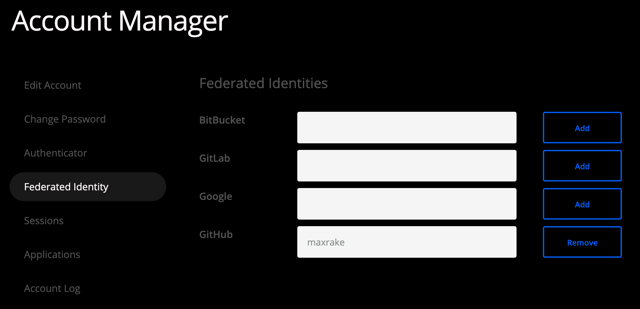 Account Manager
Edit Account
Change Password
Authenticator
Federated Identity
Sessions
Applications
Account Log
Federated Identities
BitBucket
Add
GitLab
Add
Google
Add
GitHub
maxrake
Remove